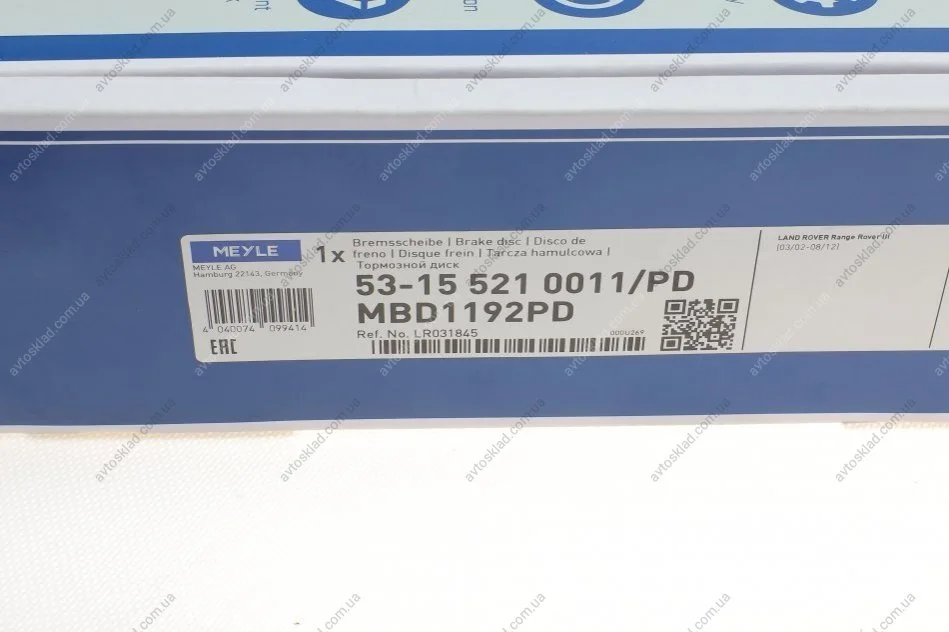 MEYLE
MEYLE AG
Hamburg 22143, Germany
4 040074 099414
EAC
1x
Bremsscheibe | Brake disc | Disco de
freno | Disque frein | Tarcza hamulcowa |
Тормозной диск
53-15 521 0011/PD
MBD1192PD
Ref. No. LR031845
000U269
LAND ROVER Range Rover III
[03/02-08/12]
avtosklad.com.ua